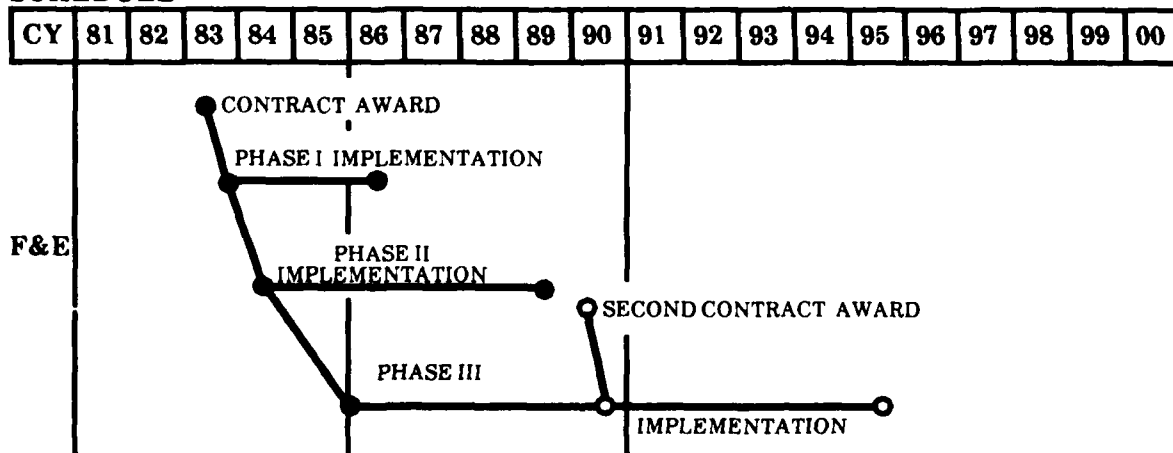 CY 81 82 83 84 85 86 87 88 89 90 91 92 93 94 95 96 97 98 99 00
CONTRACT AWARD
PHASE I IMPLEMENTATION
F&E
PHASE II
IMPLEMENTATION
SECOND CONTRACT AWARD
PHASE III
IMPLEMENTATION